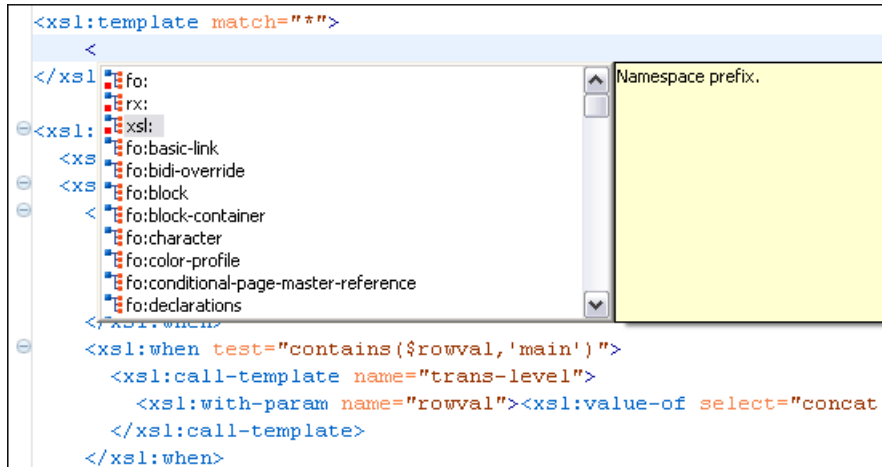 <xsl:template match="*">
<
</xsl
fo:
rx:
<xsl:
xsl:
<xs
fo:basic-link
fo:bidi-override
<xs
fo:block
<
fo:block-container
fo:character
fo:color-profile
fo:conditional-page-master-reference
fo:declarations
Namespace prefix.
</xsl:when>
<xsl:when test="contains($rowval,'main')">
<xsl:call-template name="trans-level">
<xsl:with-param name="rowval"><xsl:value-of select="concat
</xsl:call-template>
</xsl:when>